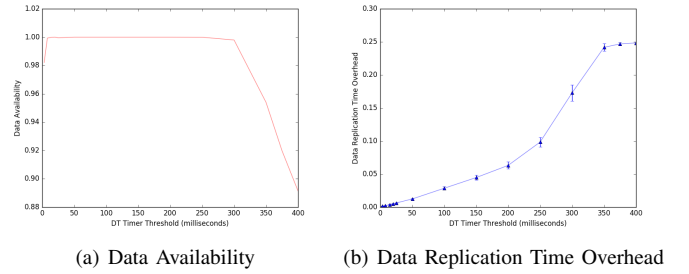 1.02
1.00
0.98
0.96
0.94
0.92
0.90
0.88
Data Availability
0 50 100 150 200 250 300 350 400
DT Timer Threshold (milliseconds)
(a) Data Availability
0.30
0.25
0.20
0.15
0.10
0.05
0.00
Data Replication Time Overhead
0 50 100 150 200 250 300 350 400
DT Timer Threshold (milliseconds)
(b) Data Replication Time Overhead